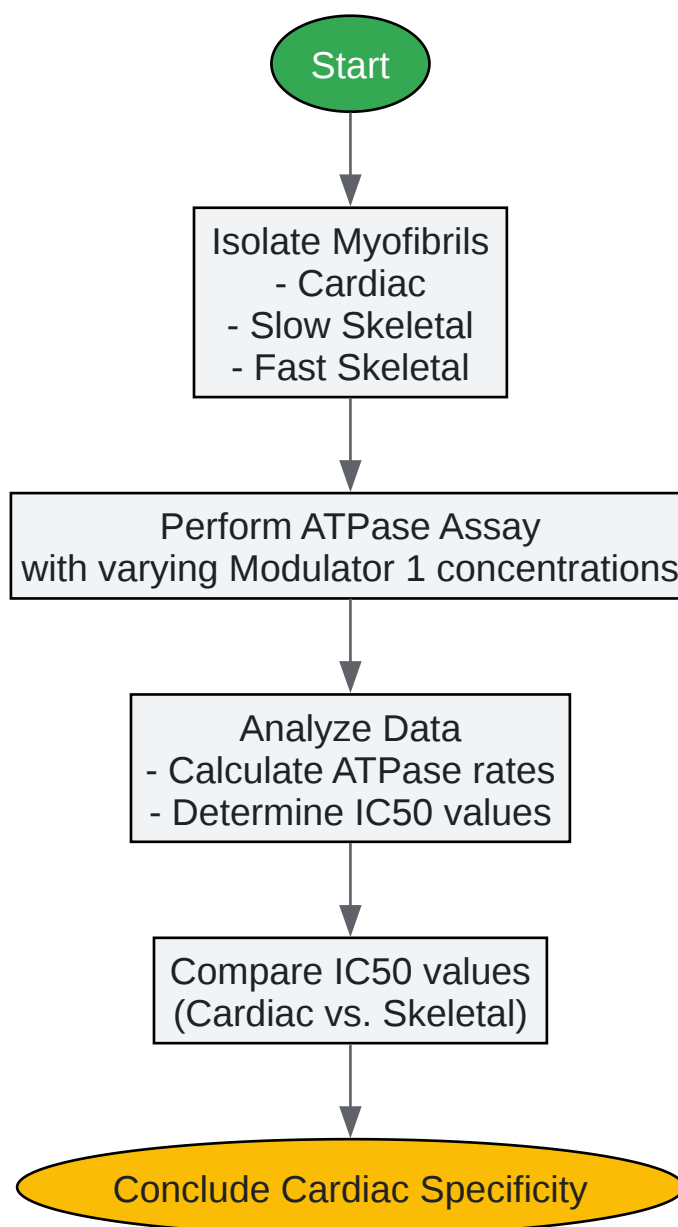 Start
Isolate Myofibrils
- Cardiac
- Slow Skeletal
- Fast Skeletal
Perform ATPase Assay
with varying Modulator 1 concentrations
Analyze Data
- Calculate ATPase rates
- Determine IC50 values
Compare IC50 values
(Cardiac vs. Skeletal)
Conclude Cardiac Specificity